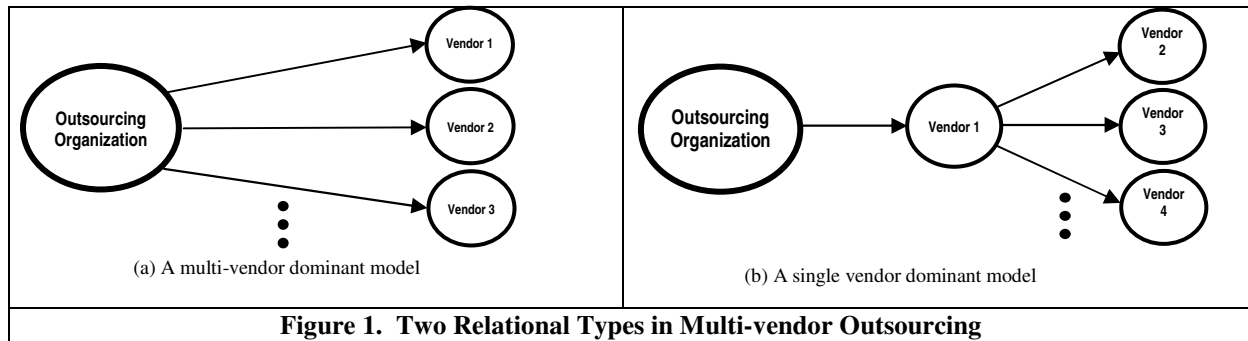 Outsourcing
Organization
Vendor 1
Vendor 2
Vendor 3
(a) A multi-vendor dominant model
Outsourcing
Organization
Vendor 1
Vendor
2
Vendor
3
Vendor
4
(b) A single vendor dominant model
Figure 1. Two Relational Types in Multi-vendor Outsourcing